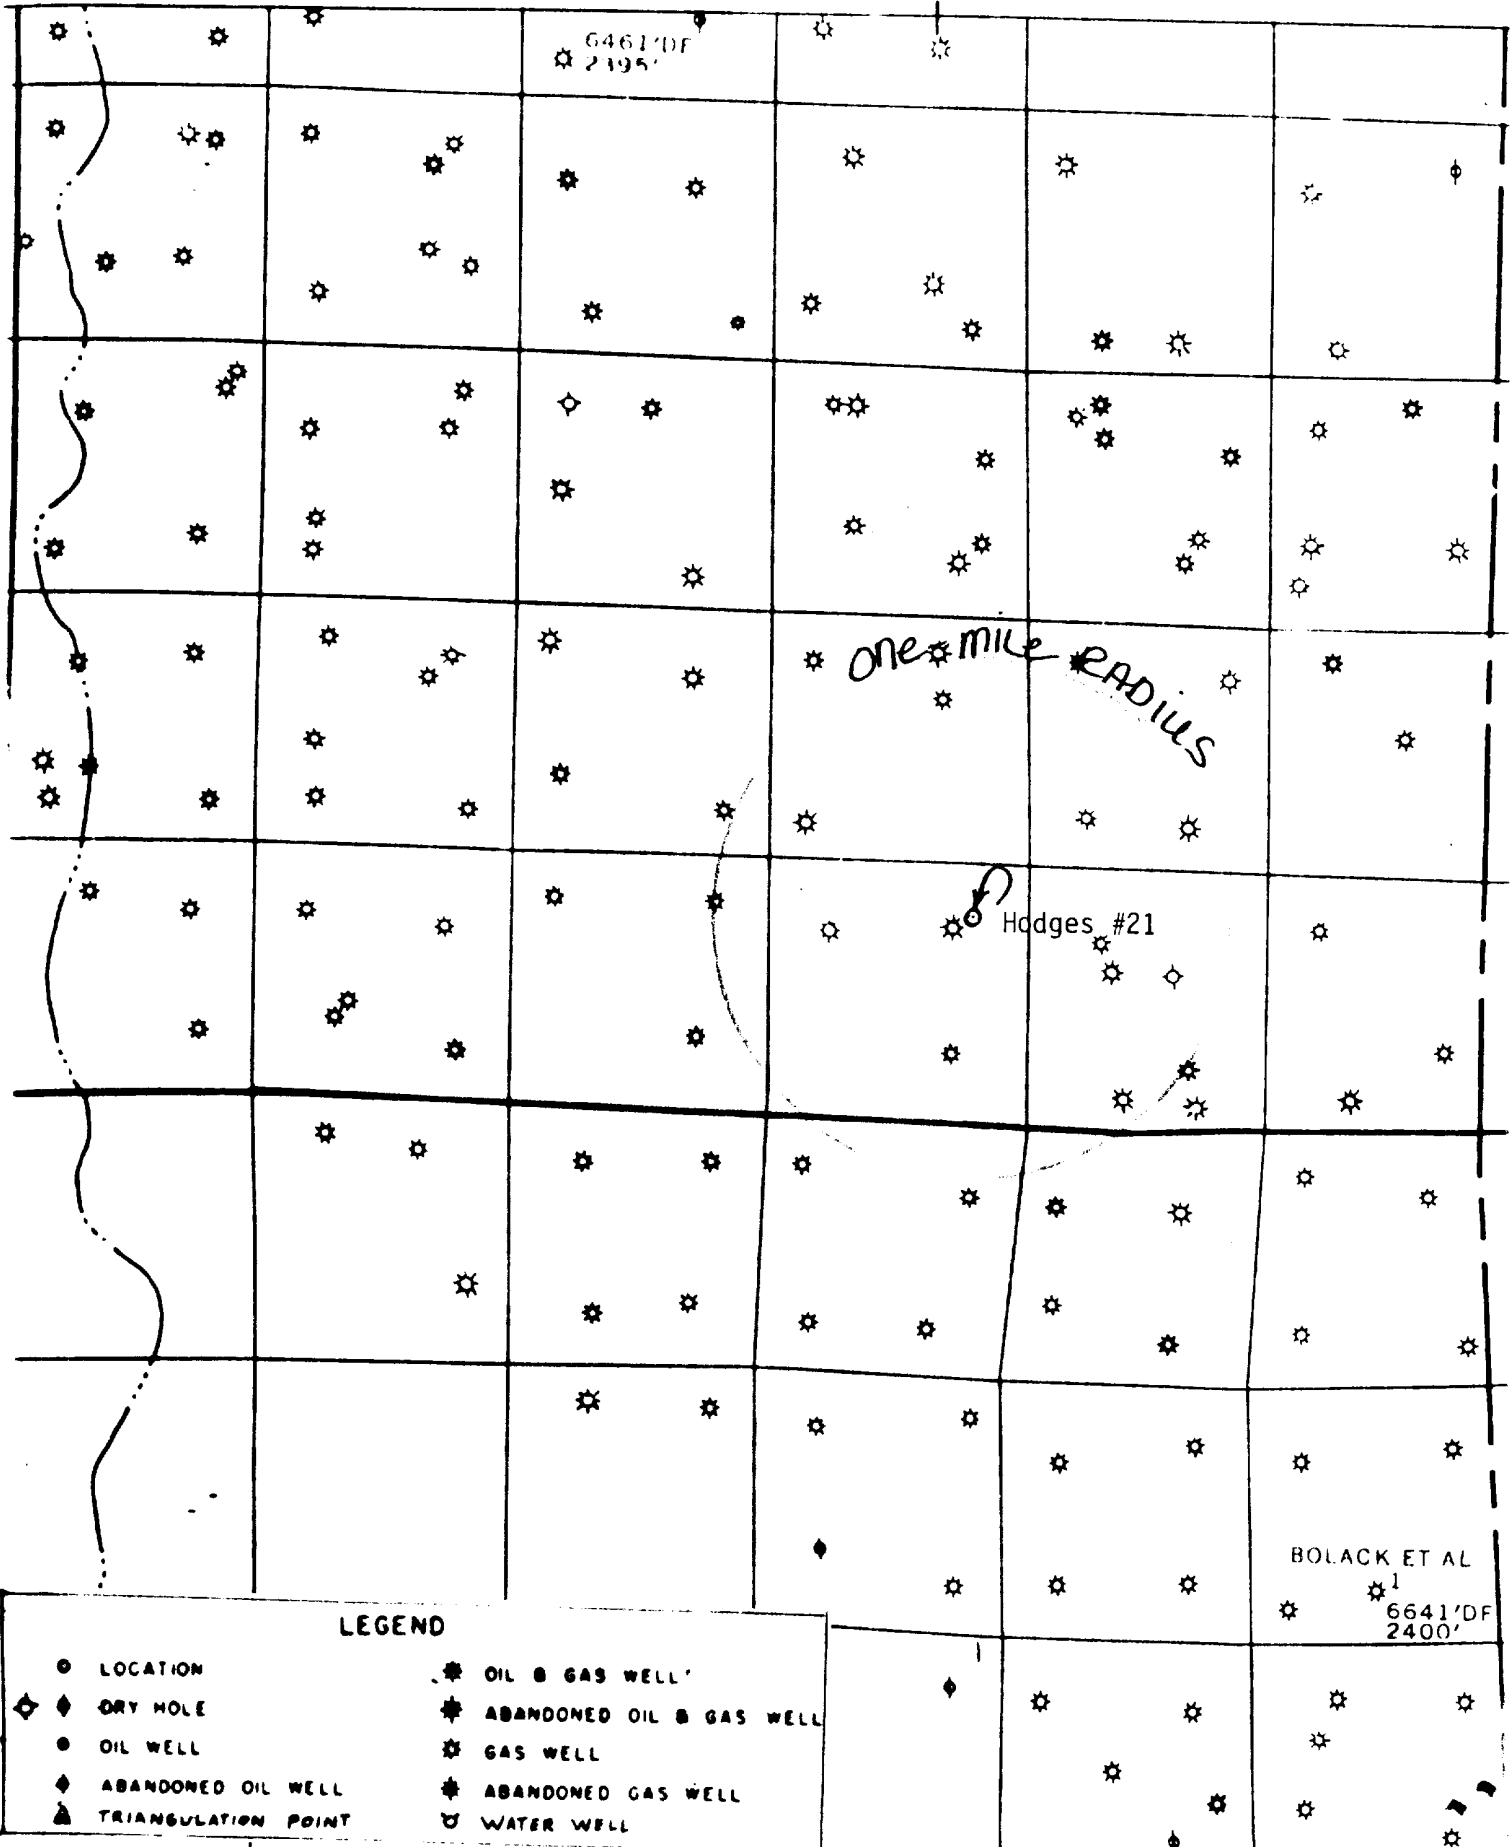 6461'DF
2395'
One mile RADIUS
Hodges #21
BOLACK ET AL
1
6641'DF
2400'
LEGEND
LOCATION
DRY HOLE
OIL WELL
ABANDONED OIL WELL
TRIANGULATION POINT
OIL & GAS WELL
ABANDONED OIL & GAS WELL
GAS WELL
ABANDONED GAS WELL
WATER WELL